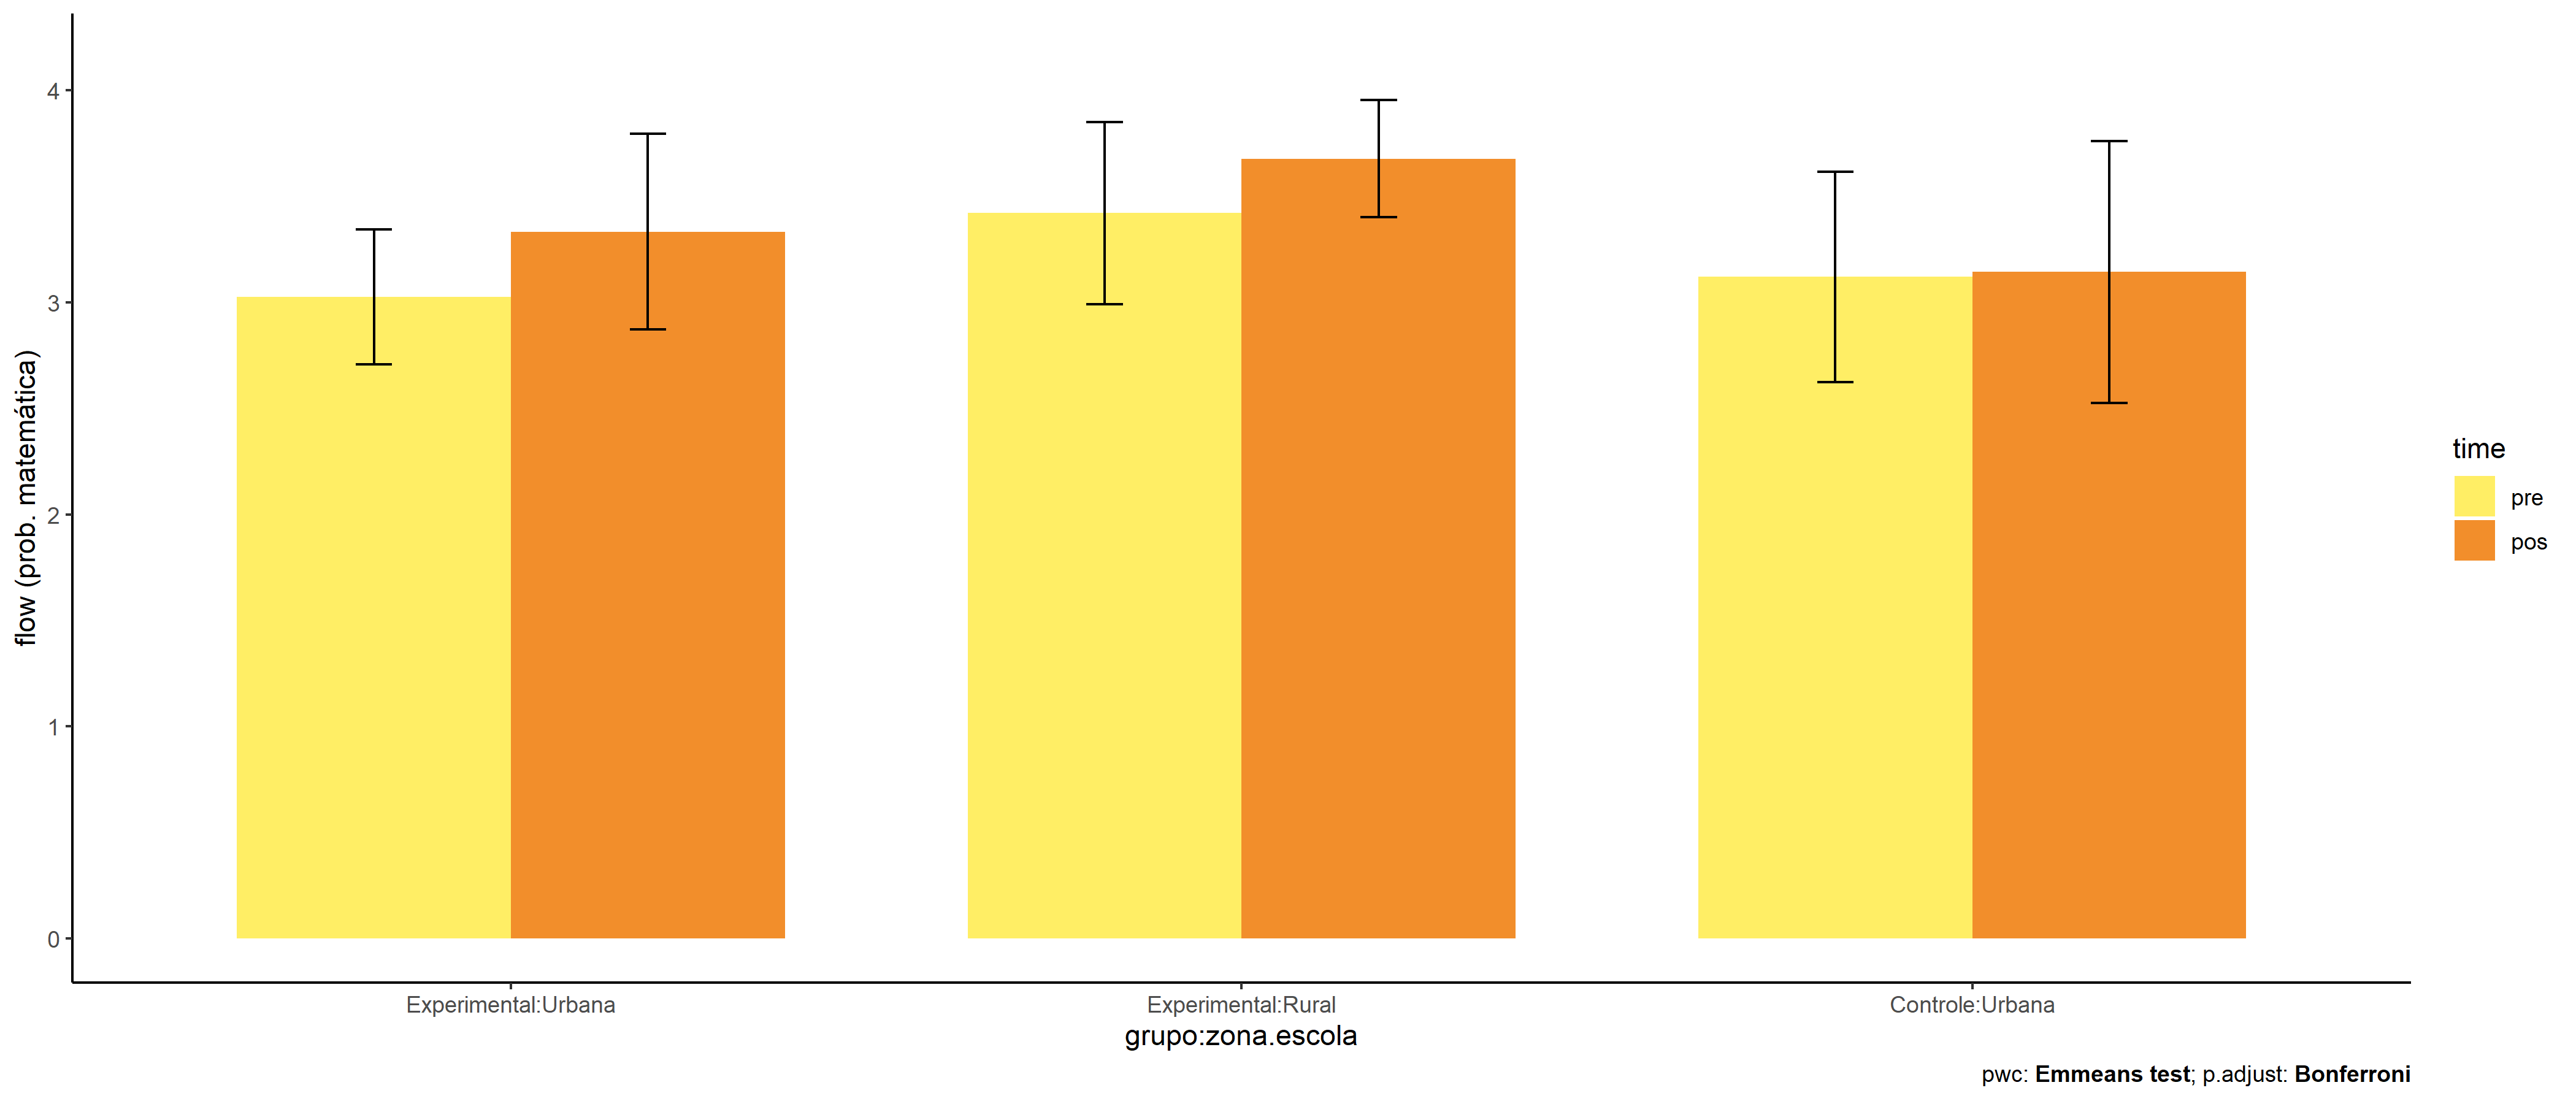 flow (prob. matemática)
4
3
2
1
0
Experimental:Urbana
Experimental:Rural
Controle:Urbana
grupo:zona.escola
time
pre
pos
pwc: Emmeans test; p.adjust: Bonferroni